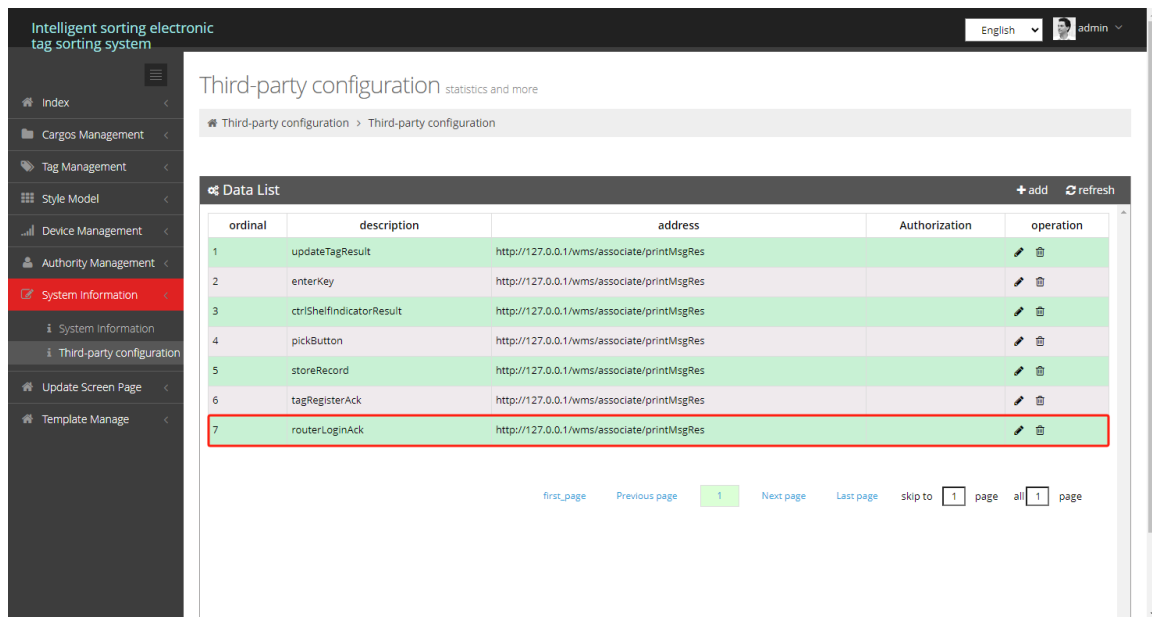 Intelligent sorting electronic
tag sorting system
English
admin
Index
Cargos Management
Tag Management
Style Model
Device Management
Authority Management
System Information
System Information
Third-party configuration
Update Screen Page
Template Manage
Third-party configuration statistics and more
Third-party configuration > Third-party configuration
Data List
add refresh
ordinal description address Authorization operation
1 updateTagResult http://127.0.0.1/wms/associate/printMsgRes
2 enterKey http://127.0.0.1/wms/associate/printMsgRes
3 ctrlShelfIndicatorResult http://127.0.0.1/wms/associate/printMsgRes
4 pickButton http://127.0.0.1/wms/associate/printMsgRes
5 storeRecord http://127.0.0.1/wms/associate/printMsgRes
6 tagRegisterAck http://127.0.0.1/wms/associate/printMsgRes
7 routerLoginAck http://127.0.0.1/wms/associate/printMsgRes
first_page Previous page 1 Next page Last page skip to 1 page all 1 page